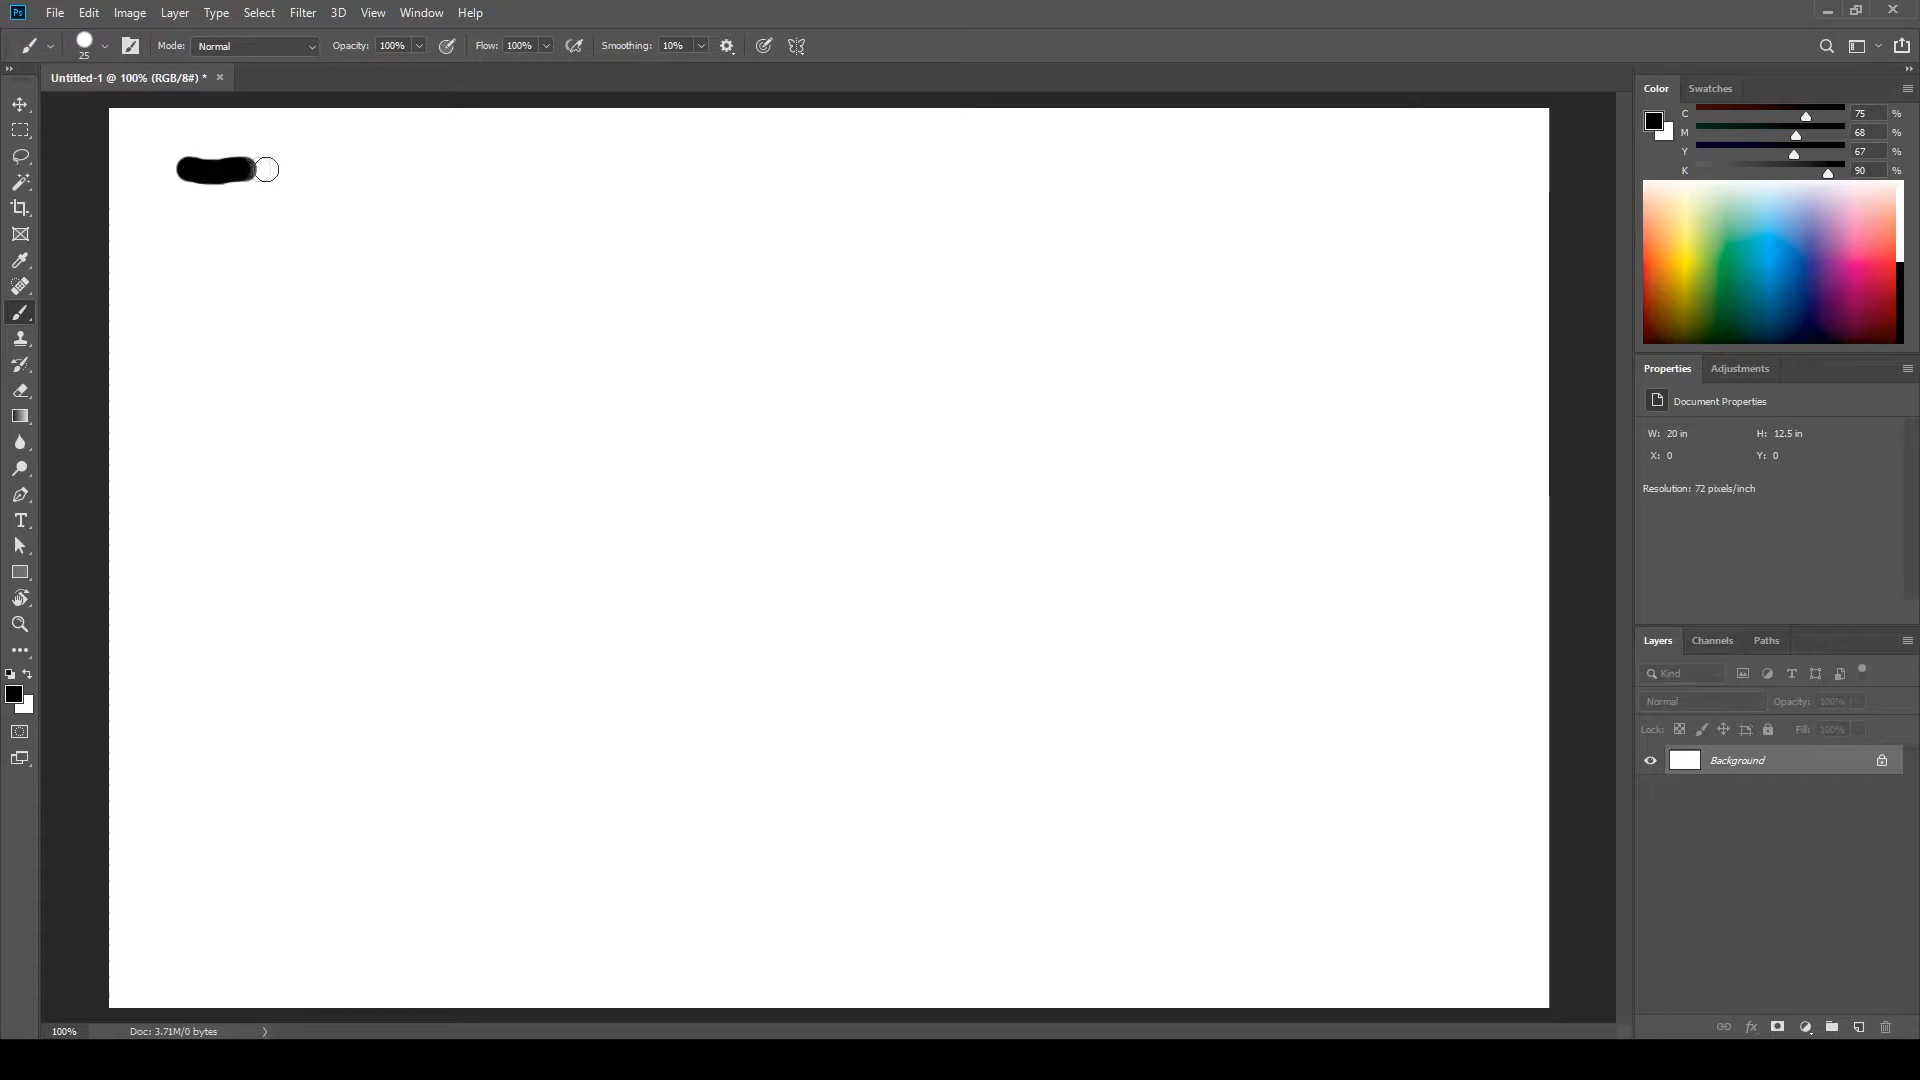 Ps File Edit Image Layer Type Select Filter 3D View Window Help
25 Mode: Normal Opacity: 100% Flow: 100% Smoothing: 10%
Untitled-1 @ 100% (RGB/8#) * ×
Color Swatches
C 75 %
M 68 %
Y 67 %
K 90 %
Properties Adjustments
Document Properties
W: 20 in H: 12.5 in
X: 0 Y: 0
Resolution: 72 pixels/inch
Layers Channels Paths
Kind
Normal Opacity: 100%
Lock: Fill: 100%
Background
100% Doc: 3.71M/0 bytes